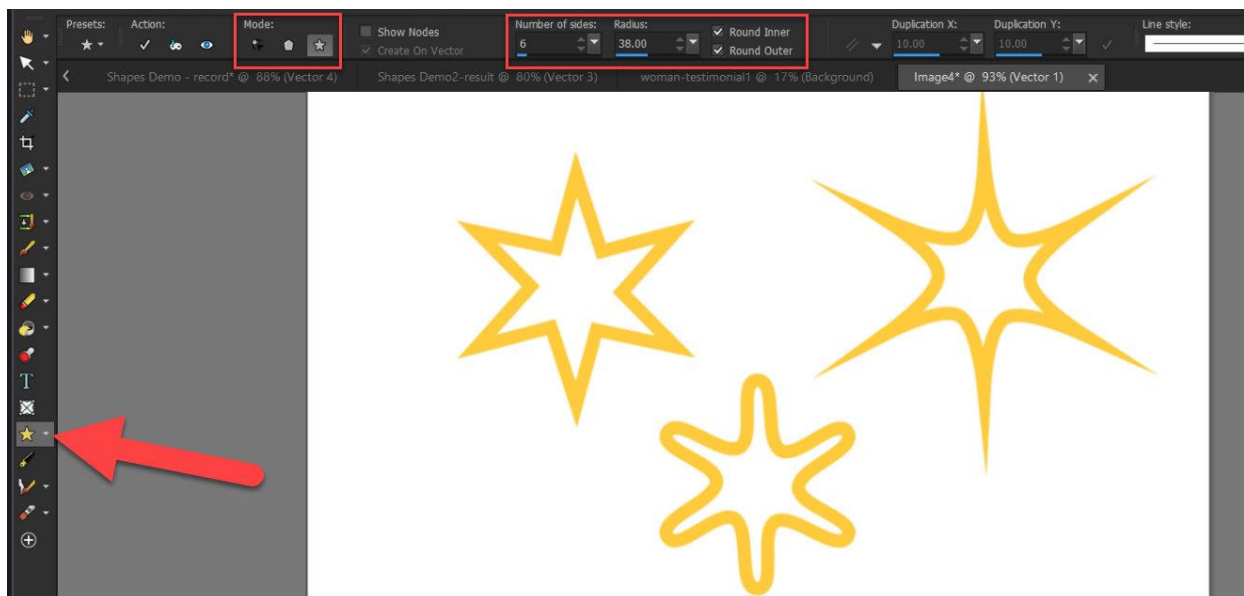 Presets: Action: Mode: Number of sides: Radius: Duplication X: Duplication Y: Line style:
Show Nodes Round Inner
6 38.00 10.00 10.00
Create On Vector Round Outer
Shapes Demo - record* @ 88% (Vector 4) Shapes Demo2-result @ 80% (Vector 3) woman-testimonial1 @ 17% (Background) Image4* @ 93% (Vector 1) X
T